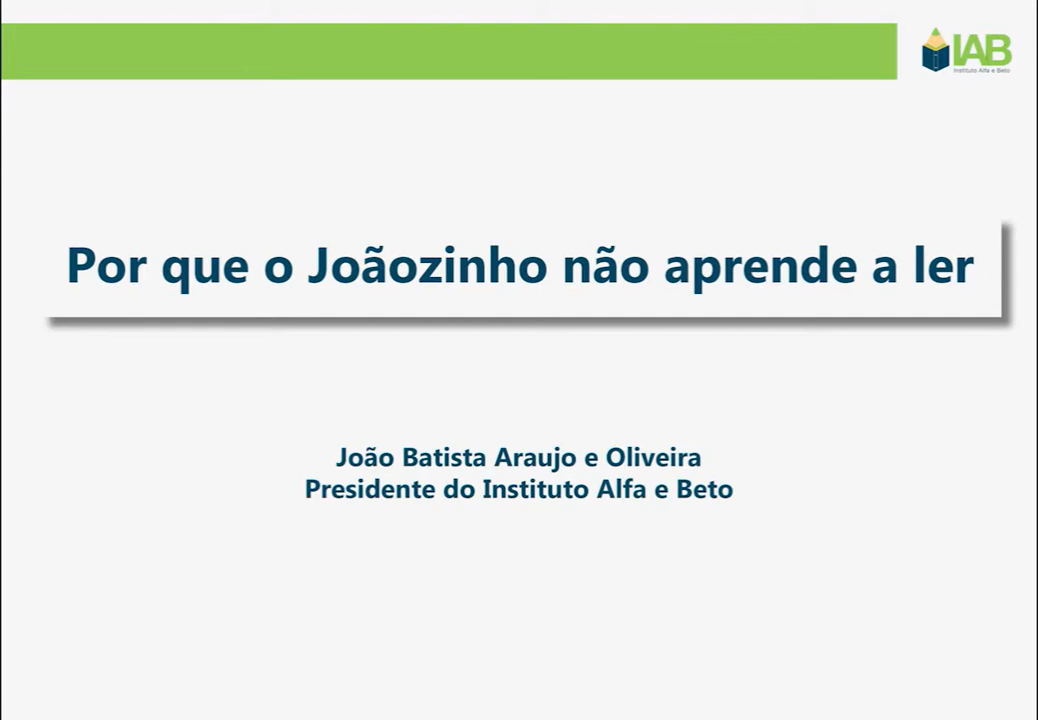 IAB
Instituto Alfa e Beto
Por que o Joãozinho não aprende a ler
João Batista Araujo e Oliveira
Presidente do Instituto Alfa e Beto